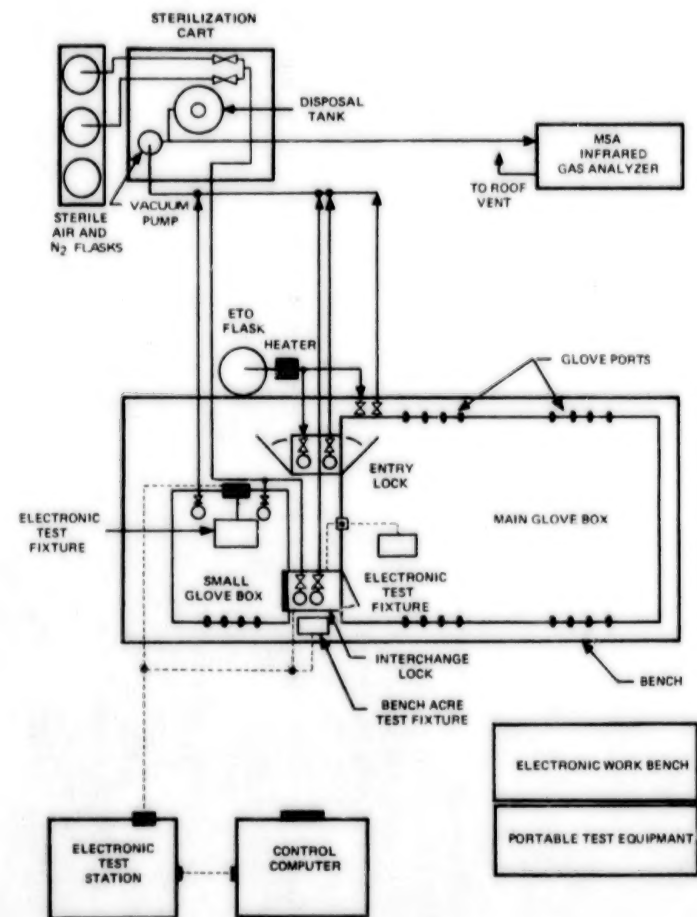 STERILIZATION
CART
DISPOSAL
TANK
MSA
INFRARED
GAS ANALYZER
TO ROOF
VENT
VACUUM
PUMP
STERILE
AIR AND
N2 FLASKS
ETO
FLASK
HEATER
GLOVE PORTS
ENTRY
LOCK
MAIN GLOVE BOX
ELECTRONIC
TEST
FIXTURE
SMALL
GLOVE BOX
ELECTRONIC
TEST
FIXTURE
INTERCHANGE
LOCK
BENCH
BENCH ACRE
TEST FIXTURE
ELECTRONIC WORK BENCH
PORTABLE TEST EQUIPMANT
ELECTRONIC
TEST
STATION
CONTROL
COMPUTER